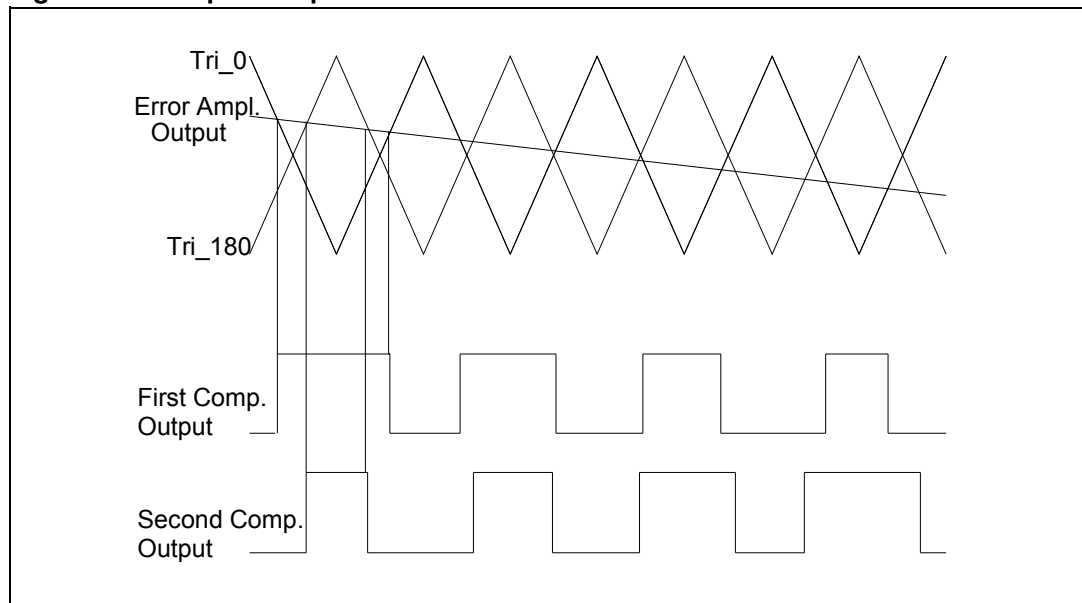 Tri_0
Error Ampl.
Output
Tri_180
First Comp.
Output
Second Comp.
Output